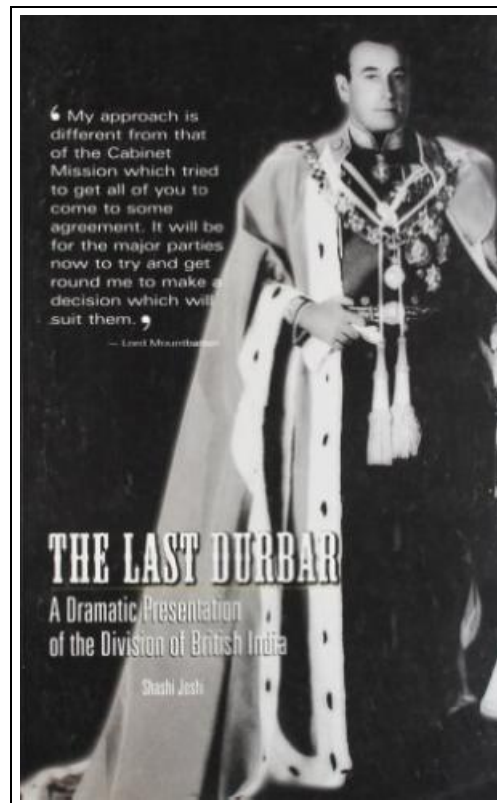 ‘ My approach is
different from that
of the Cabinet
Mission which tried
to get all of you to
come to some
agreement. It will be
for the major parties
now to try and get
round me to make a
decision which will
suit them. ’
— Lord Mountbatten
THE LAST DURBAR
A Dramatic Presentation
of the Division of British India
Shashi Joshi